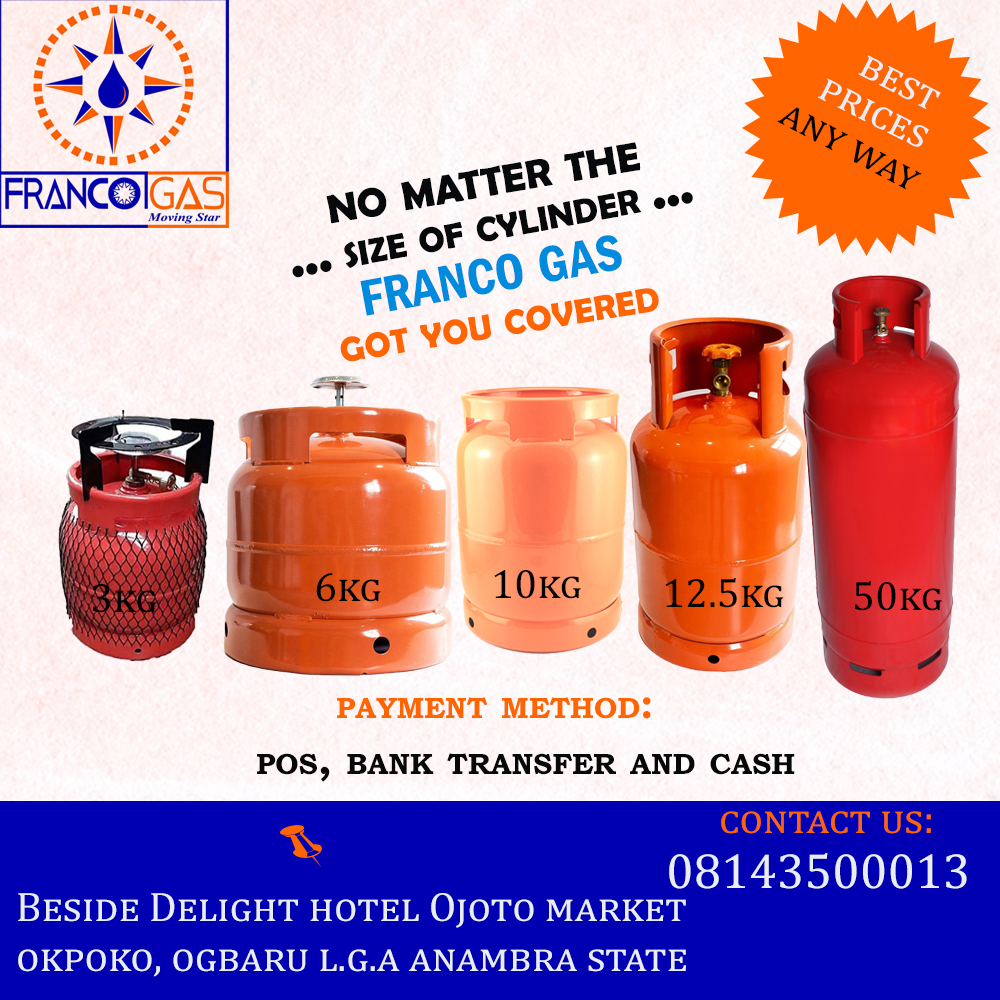 FRANCO GAS
Moving Star
BEST
PRICES
ANY WAY
NO MATTER THE
... SIZE OF CYLINDER ...
FRANCO GAS
GOT YOU COVERED
3KG
6KG
10KG
12.5KG
50KG
PAYMENT METHOD:
POS, BANK TRANSFER AND CASH
CONTACT US:
08143500013
BESIDE DELIGHT HOTEL OJOTO MARKET
OKPOKO, OGBARU L.G.A ANAMBRA STATE